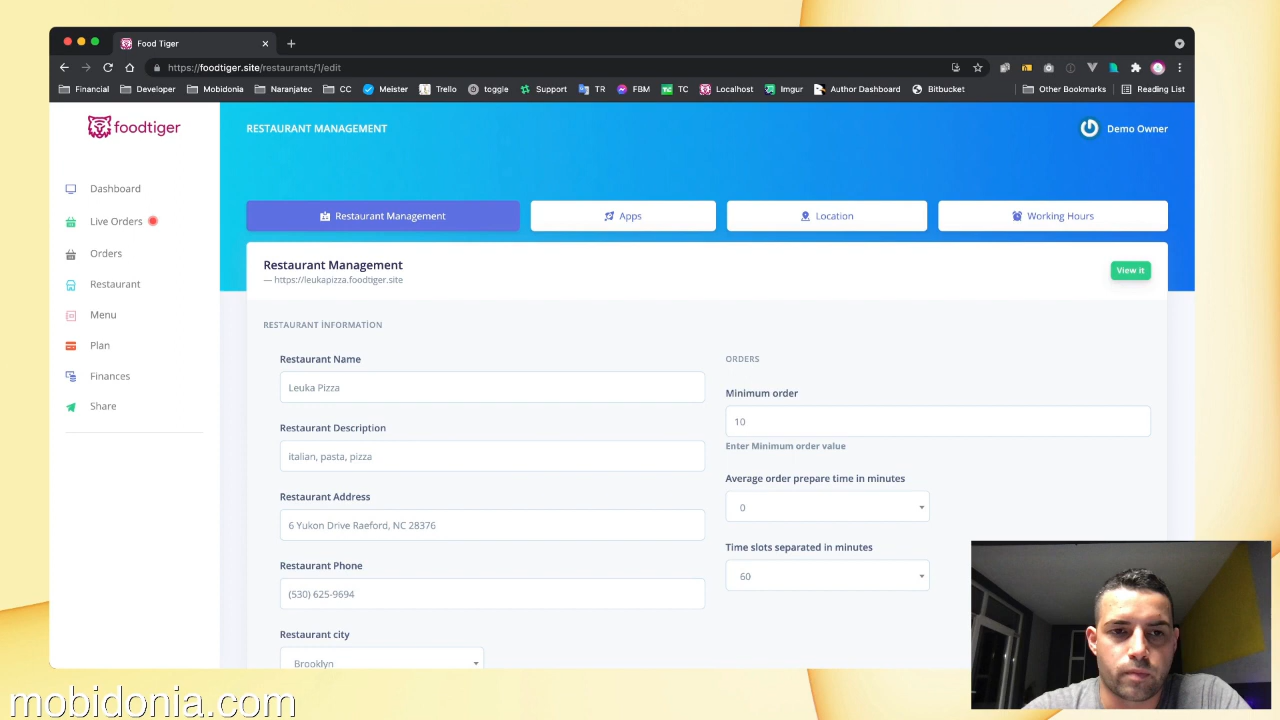 Food Tiger
https://foodtiger.site/restaurants/1/edit
Financial Developer Mobidonia Naranjatec CC Meister Trello toggle Support TR FBM TC Localhost Imgur Author Dashboard Bitbucket Other Bookmarks Reading List
foodtiger
RESTAURANT MANAGEMENT
Demo Owner
Dashboard
Live Orders
Orders
Restaurant
Menu
Plan
Finances
Share
Restaurant Management
Apps
Location
Working Hours
Restaurant Management
— https://leukapizza.foodtiger.site
View it
RESTAURANT İNFORMATİON
Restaurant Name
Leuka Pizza
Restaurant Description
italian, pasta, pizza
Restaurant Address
6 Yukon Drive Raeford, NC 28376
Restaurant Phone
(530) 625-9694
Restaurant city
Brooklyn
ORDERS
Minimum order
10
Enter Minimum order value
Average order prepare time in minutes
0
Time slots separated in minutes
60
mobidonia.com